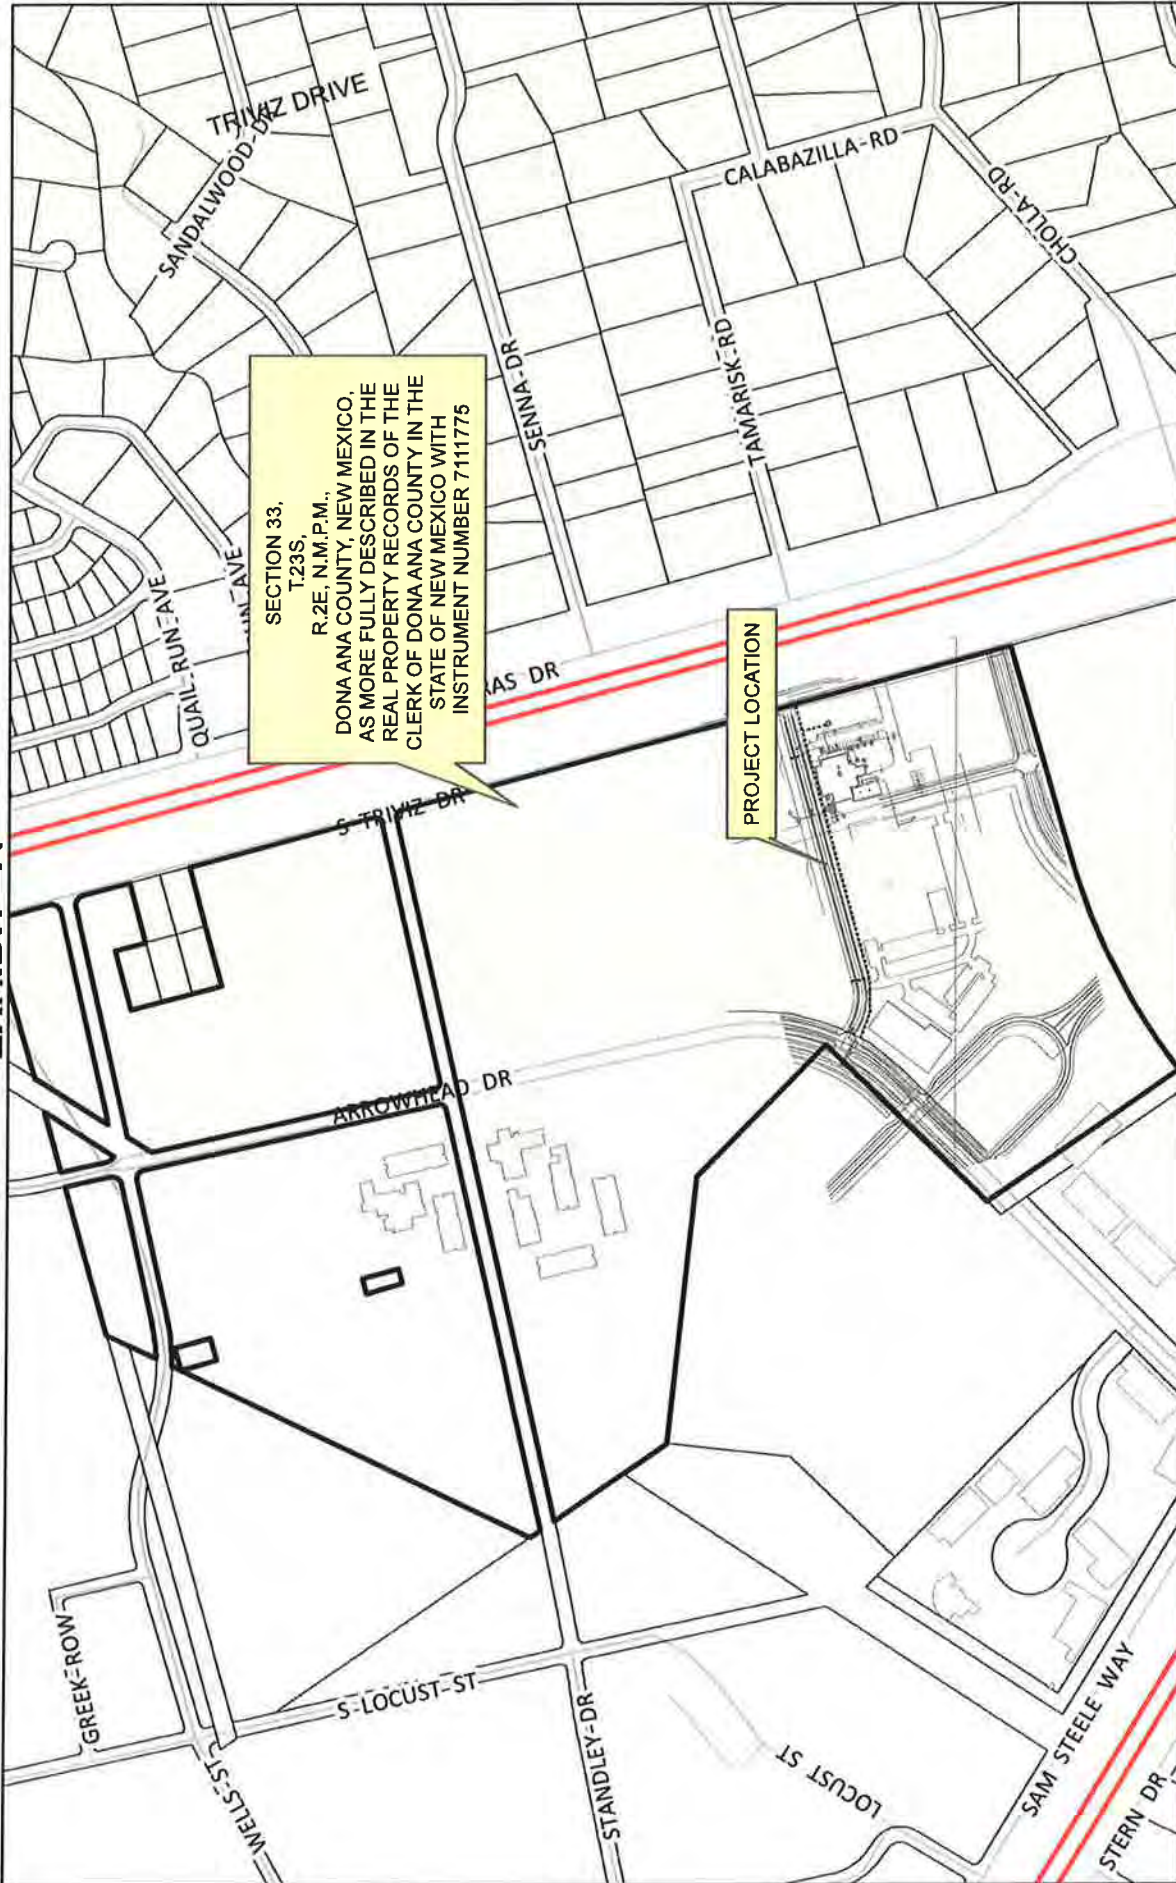 TRIVIZ DRIVE
SANDALWOOD-DR
CALABAZILLA-RD
CHOLLA-RD
SENNA-DR
TAMARISK-RD
QUAIL-RUN-AVE
AVE
SECTION 33,
T.23S,
R.2E, N.M.P.M.,
DONA ANA COUNTY, NEW MEXICO,
AS MORE FULLY DESCRIBED IN THE
REAL PROPERTY RECORDS OF THE
CLERK OF DONA ANA COUNTY IN THE
STATE OF NEW MEXICO WITH
INSTRUMENT NUMBER 7111775
RAS DR
PROJECT LOCATION
S-TRIVIZ DR
ARROWHEAD DR
GREEK-ROW
S-LOCUST-ST
WELLS-ST
STANDLEY-DR
LOCUST ST
SAM STEELE WAY
STERN DR